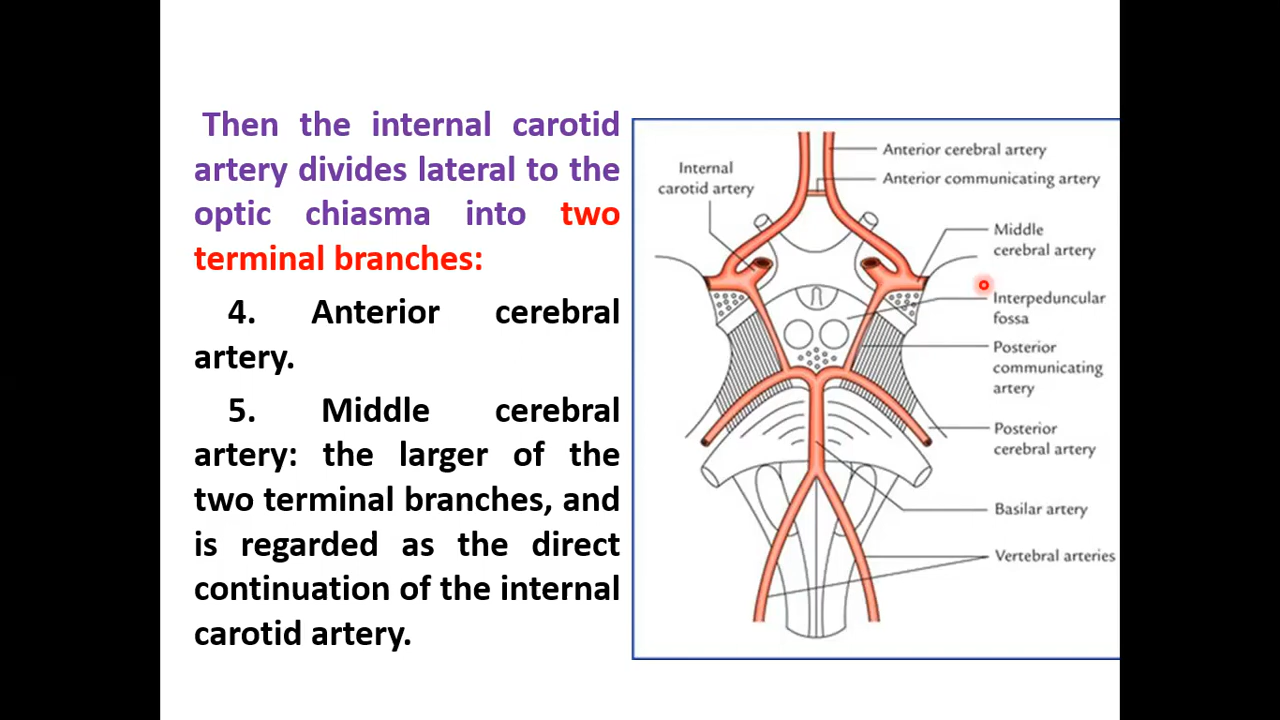 Then the internal carotid
artery divides lateral to the
optic chiasma into two
terminal branches:
4. Anterior cerebral
artery.
5. Middle cerebral
artery: the larger of the
two terminal branches, and
is regarded as the direct
continuation of the internal
carotid artery.
Internal
carotid artery
Anterior cerebral artery
Anterior communicating artery
Middle
cerebral artery
Interpeduncular
fossa
Posterior
communicating
artery
Posterior
cerebral artery
Basilar artery
Vertebral arteries